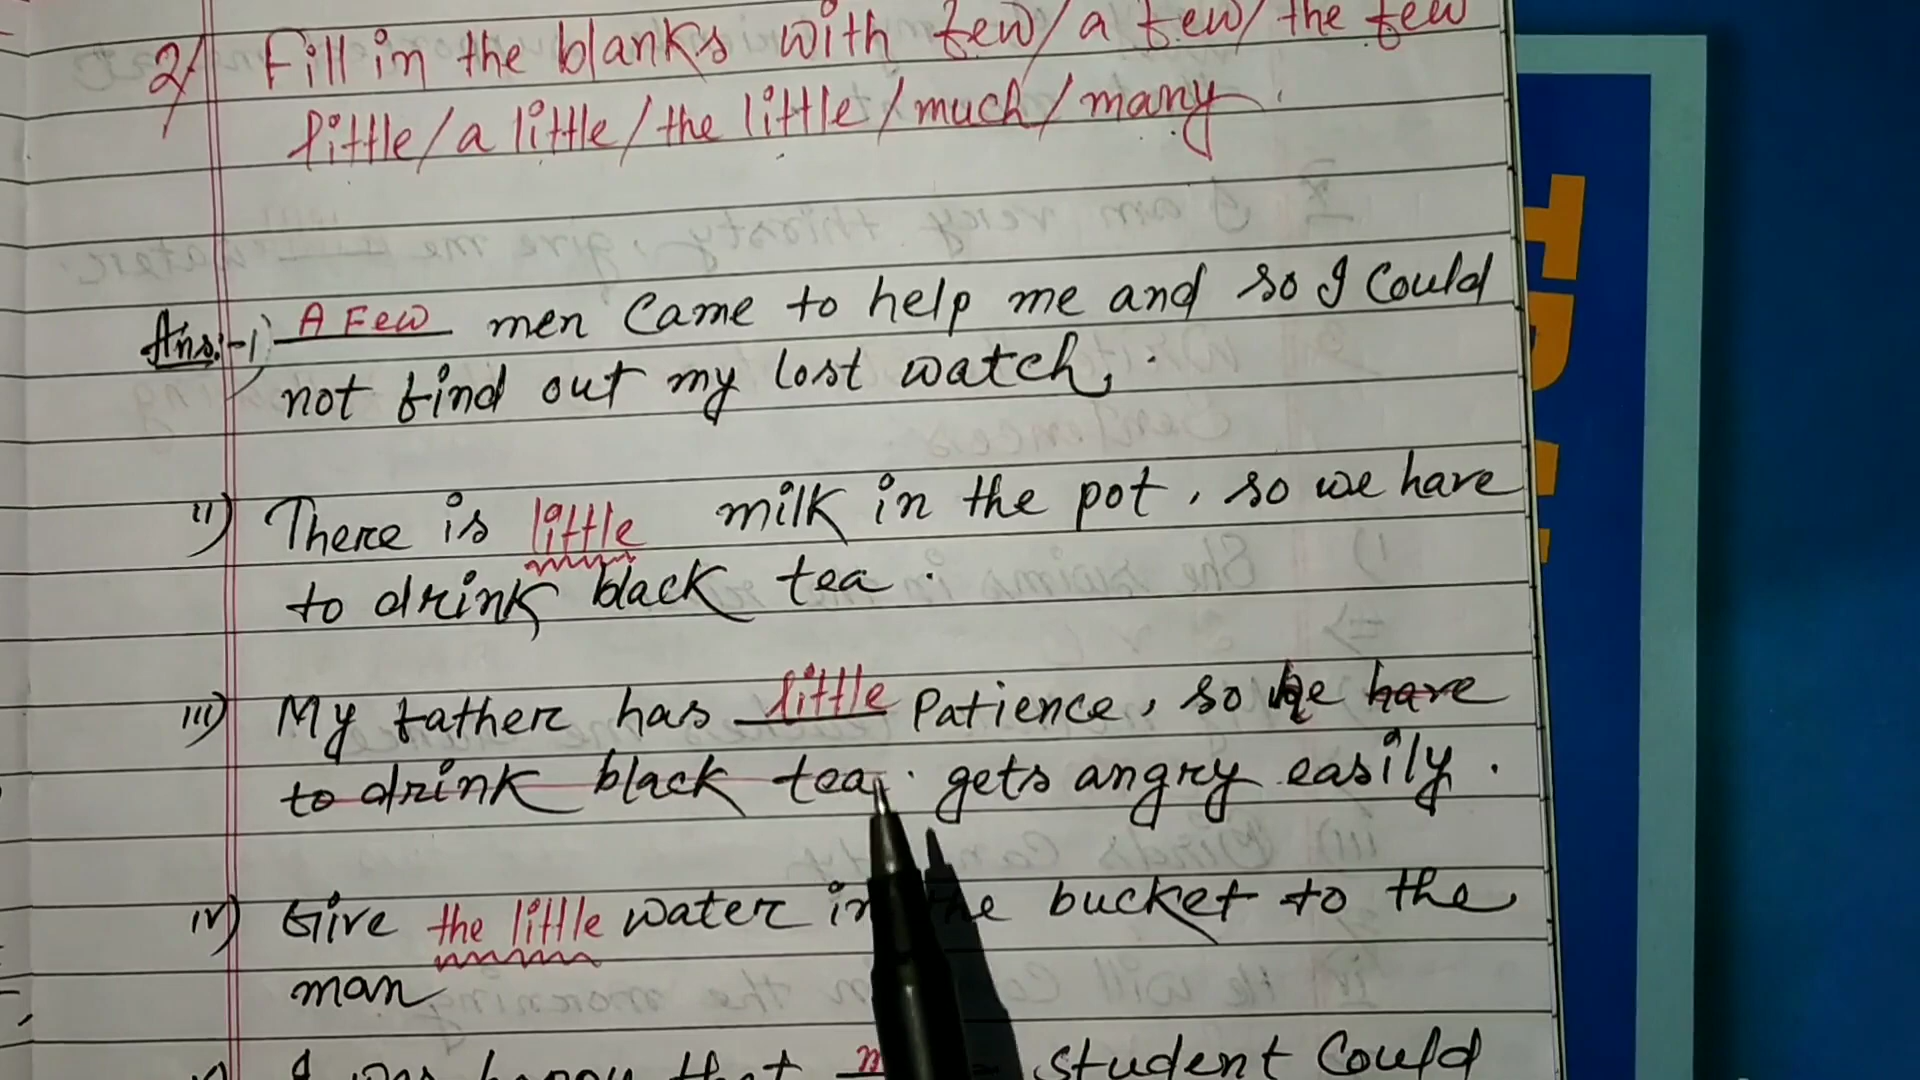 2) Fill in the blanks with few/ a few/ the few
little/a little/the little/much/many.
Ans:-i) A Few men came to help me and so I could
not find out my lost watch.
ii) There is little milk in the pot, so we have
to drink black tea.
iii) My father has little Patience, so he have
to drink black tea. gets angry easily.
iv) Give the little water in the bucket to the
man
I was happy that student could